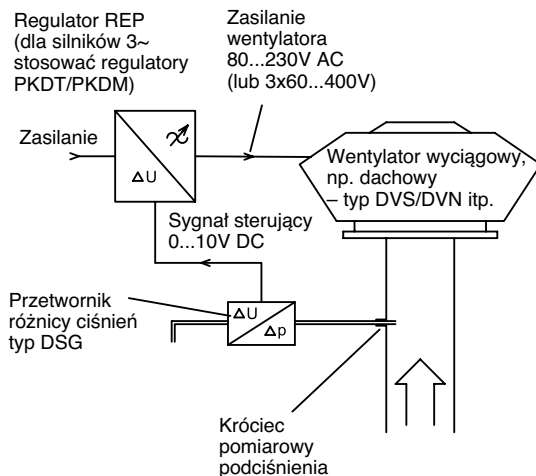 Regulator REP
(dla silników 3~
stosować regulatory
PKDT/PKDM)
Zasilanie
wentylatora
80...230V AC
(lub 3x60...400V)
Zasilanie
ΔU
Wentylator wyciągowy,
np. dachowy
– typ DVS/DVN itp.
Sygnał sterujący
0...10V DC
Przetwornik
różnicy ciśnień
typ DSG
ΔU
Δp
Króciec
pomiarowy
podciśnienia